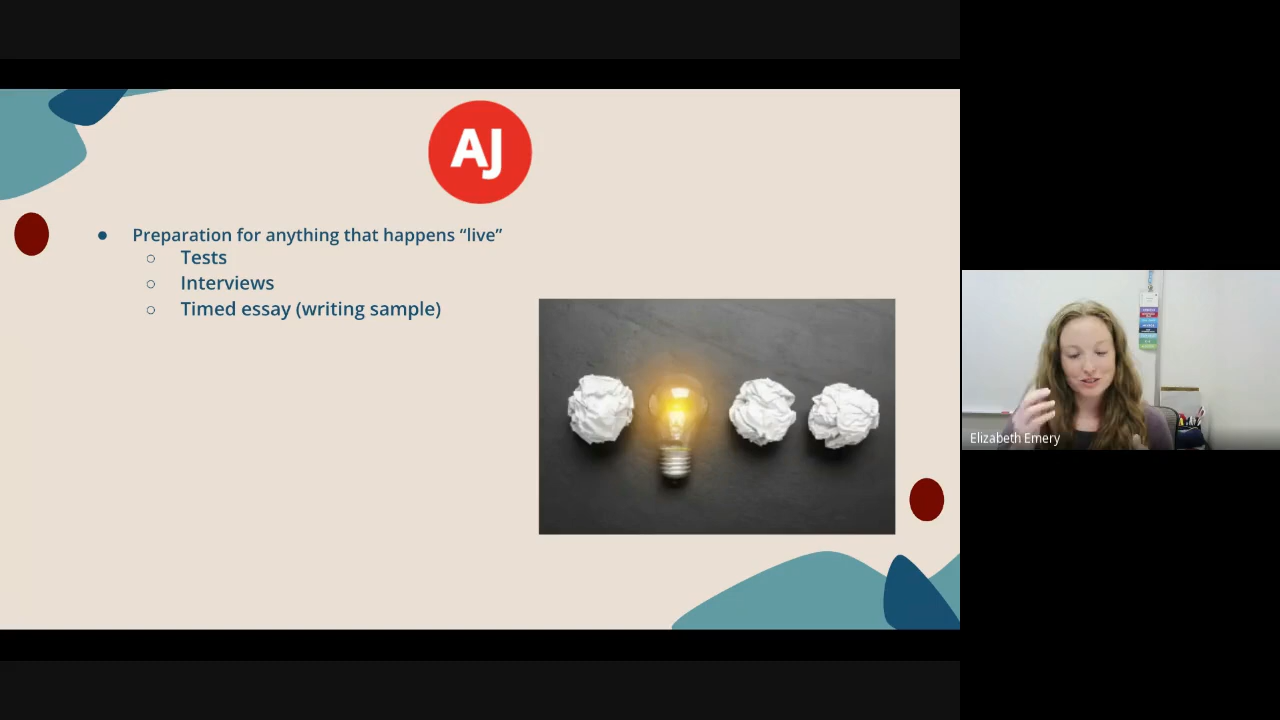 AJ
Preparation for anything that happens “live”
Tests
Interviews
Timed essay (writing sample)
Elizabeth Emery